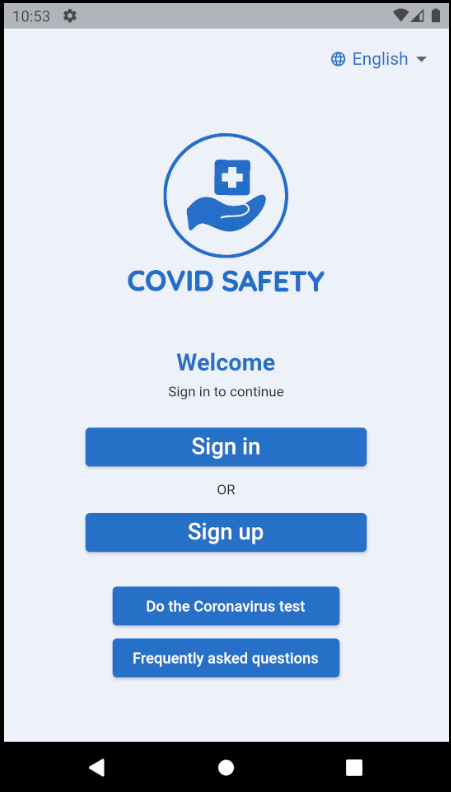 10:53
English
COVID SAFETY
Welcome
Sign in to continue
Sign in
OR
Sign up
Do the Coronavirus test
Frequently asked questions